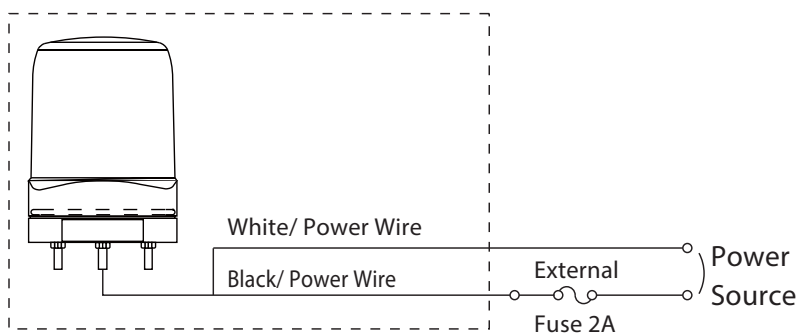 White/ Power Wire
Black/ Power Wire
External
Fuse 2A
Power
Source